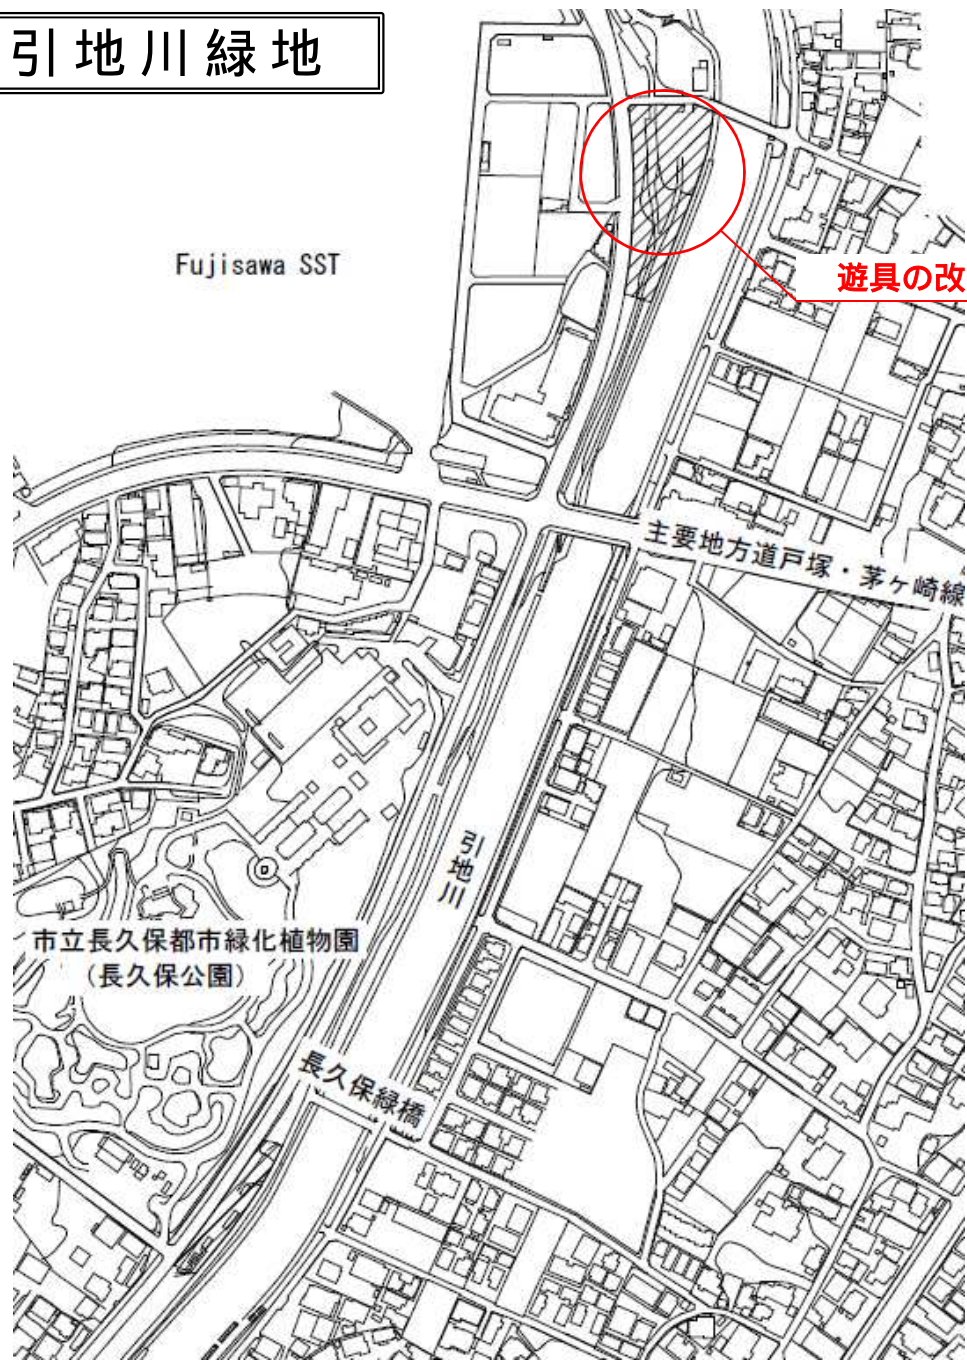 引地川緑地
Fujisawa SST
遊具の改
主要地方道戸塚・茅ヶ崎線
引地川
市立長久保都市緑化植物園
（長久保公園）
長久保緑橋